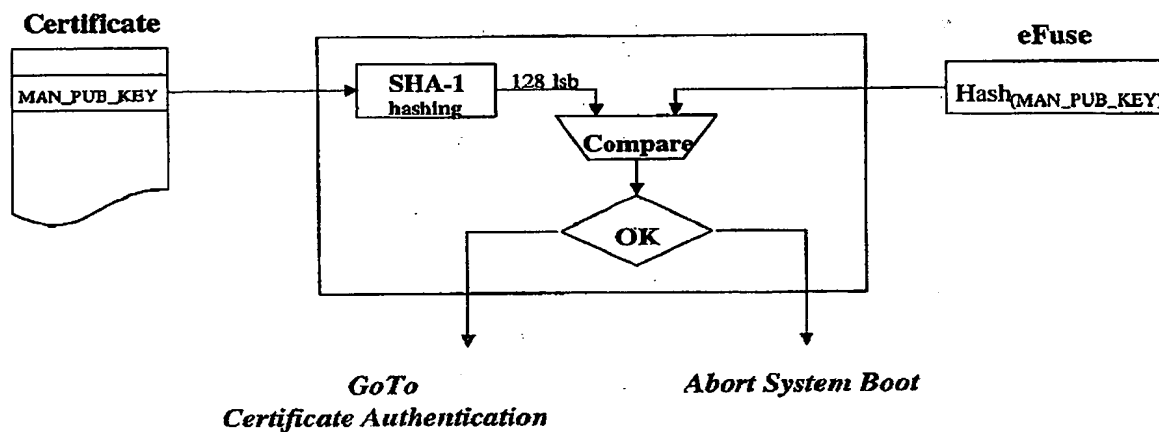 Certificate
eFuse
MAN_PUB_KEY
SHA-1
hashing
128 lsb
Hash(MAN_PUB_KEY)
Compare
OK
GoTo
Certificate Authentication
Abort System Boot